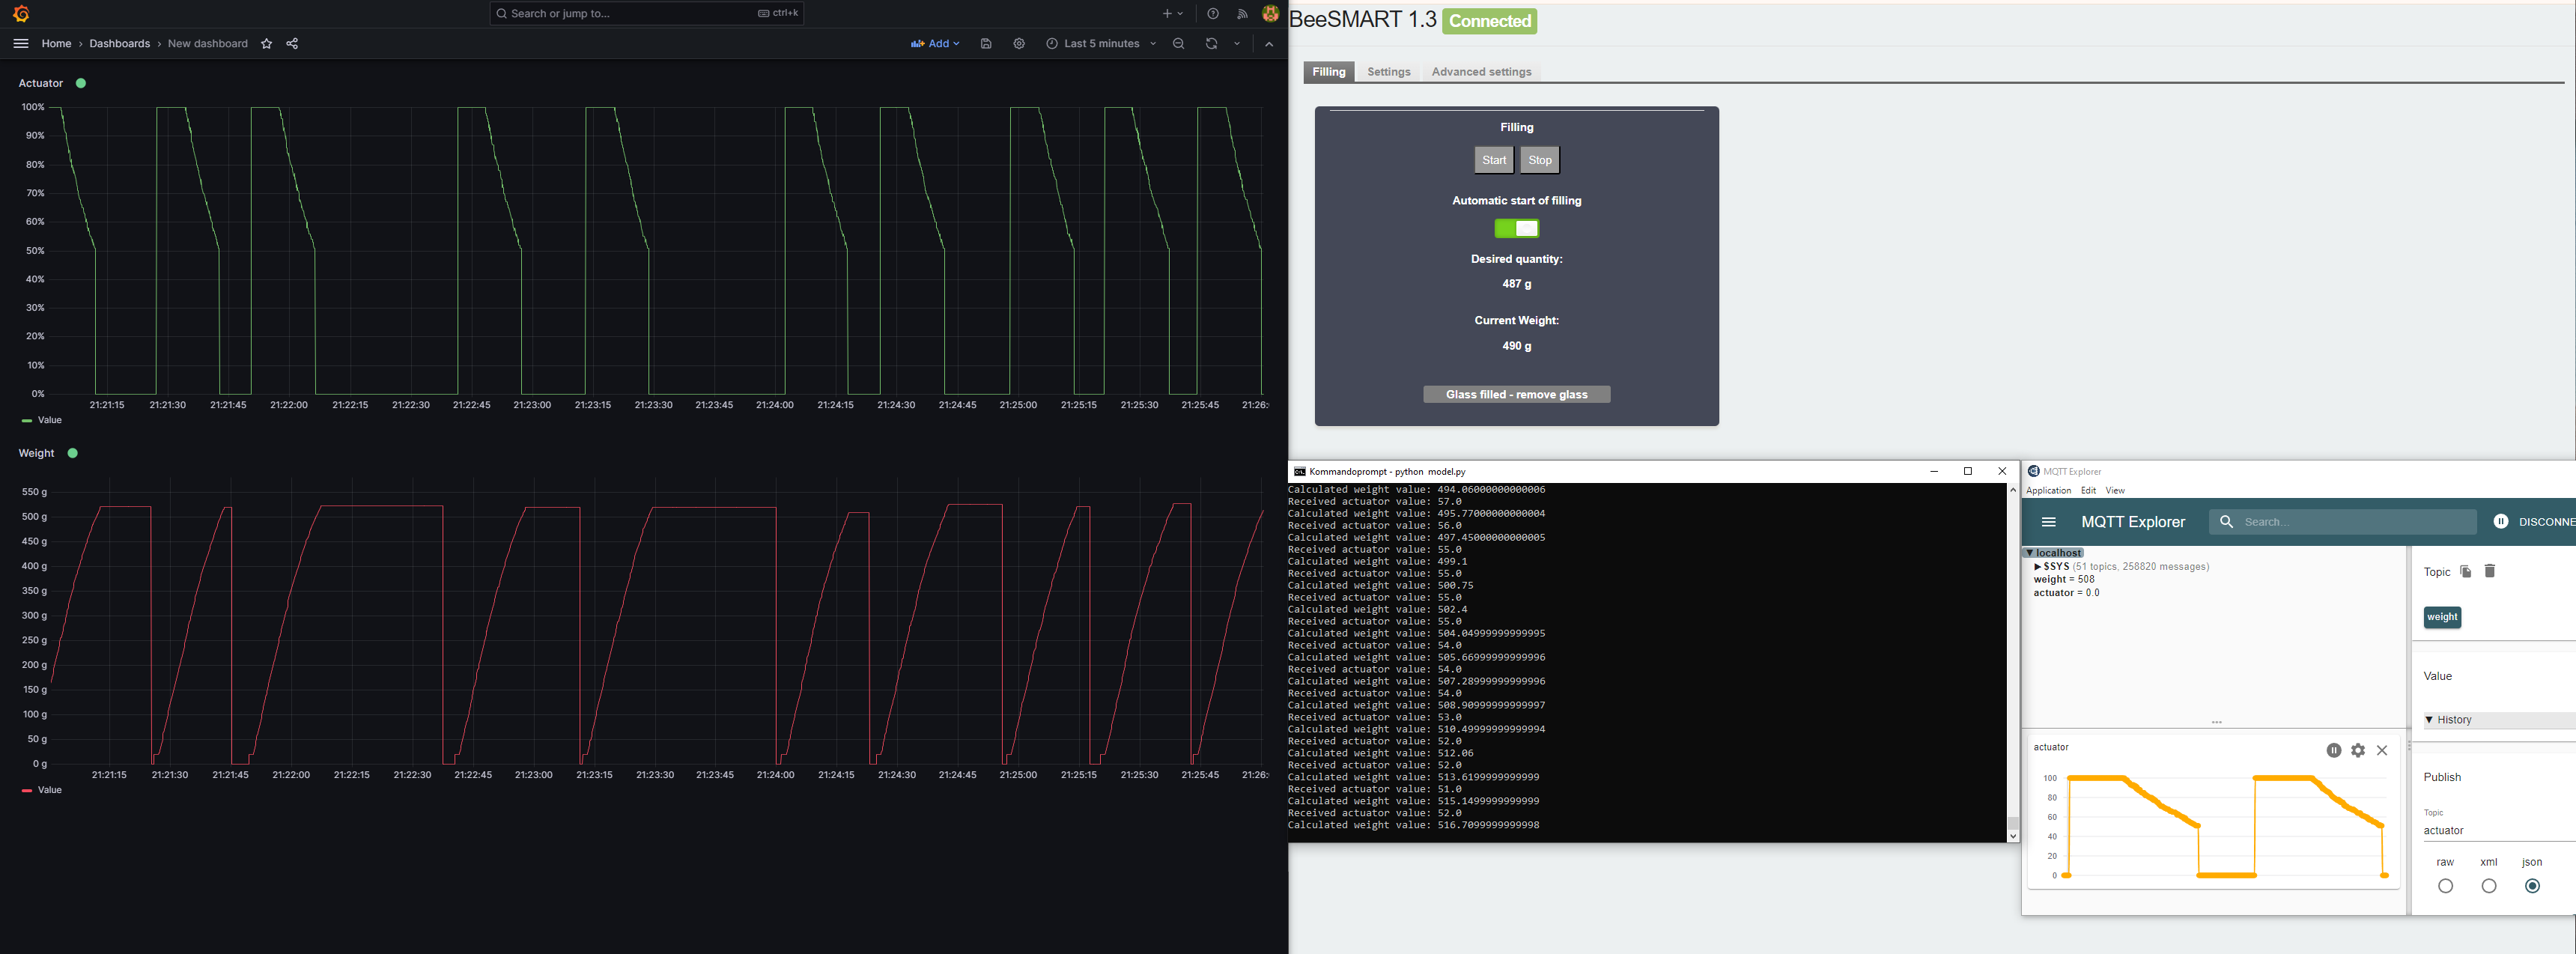 Search or jump to...
ctrl+k
Home › Dashboards › New dashboard
Add
Last 5 minutes
Actuator
100%
90%
80%
70%
60%
50%
40%
30%
20%
10%
0%
21:21:15 21:21:30 21:21:45 21:22:00 21:22:15 21:22:30 21:22:45 21:23:00 21:23:15 21:23:30 21:23:45 21:24:00 21:24:15 21:24:30 21:24:45 21:25:00 21:25:15 21:25:30 21:25:45 21:26:
Value
Weight
550 g
500 g
450 g
400 g
350 g
300 g
250 g
200 g
150 g
100 g
50 g
0 g
21:21:15 21:21:30 21:21:45 21:22:00 21:22:15 21:22:30 21:22:45 21:23:00 21:23:15 21:23:30 21:23:45 21:24:00 21:24:15 21:24:30 21:24:45 21:25:00 21:25:15 21:25:30 21:25:45 21:26:
Value
BeeSMART 1.3 Connected
Filling Settings Advanced settings
Filling
Start Stop
Automatic start of filling
Desired quantity:
487 g
Current Weight:
490 g
Glass filled - remove glass
Kommandoprompt - python model.py
Calculated weight value: 494.06000000000006
Received actuator value: 57.0
Calculated weight value: 495.77000000000004
Received actuator value: 56.0
Calculated weight value: 497.45000000000005
Received actuator value: 55.0
Calculated weight value: 499.1
Received actuator value: 55.0
Calculated weight value: 500.75
Received actuator value: 55.0
Calculated weight value: 502.4
Received actuator value: 55.0
Calculated weight value: 504.04999999999995
Received actuator value: 54.0
Calculated weight value: 505.66999999999996
Received actuator value: 54.0
Calculated weight value: 507.28999999999996
Received actuator value: 54.0
Calculated weight value: 508.90999999999997
Received actuator value: 53.0
Calculated weight value: 510.49999999999994
Received actuator value: 52.0
Calculated weight value: 512.06
Received actuator value: 52.0
Calculated weight value: 513.6199999999999
Received actuator value: 51.0
Calculated weight value: 515.1499999999999
Received actuator value: 52.0
Calculated weight value: 516.7099999999998
MQTT Explorer
Application Edit View
MQTT Explorer
Search...
DISCONNE
localhost
$SYS (51 topics, 258820 messages)
weight = 508
actuator = 0.0
Topic
weight
Value
History
actuator
100
80
60
40
20
0
Publish
Topic
actuator
raw xml json